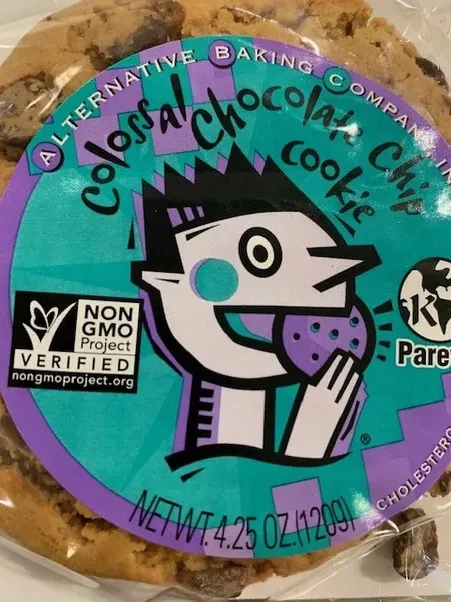 ALTERNATIVE BAKING COMPANY, IN
Colossal Chocolate Chip
Cookie
NON
GMO
Project
VERIFIED
nongmoproject.org
K
Pare
®
CHOLESTERO
NET WT. 4.25 OZ. (120g)